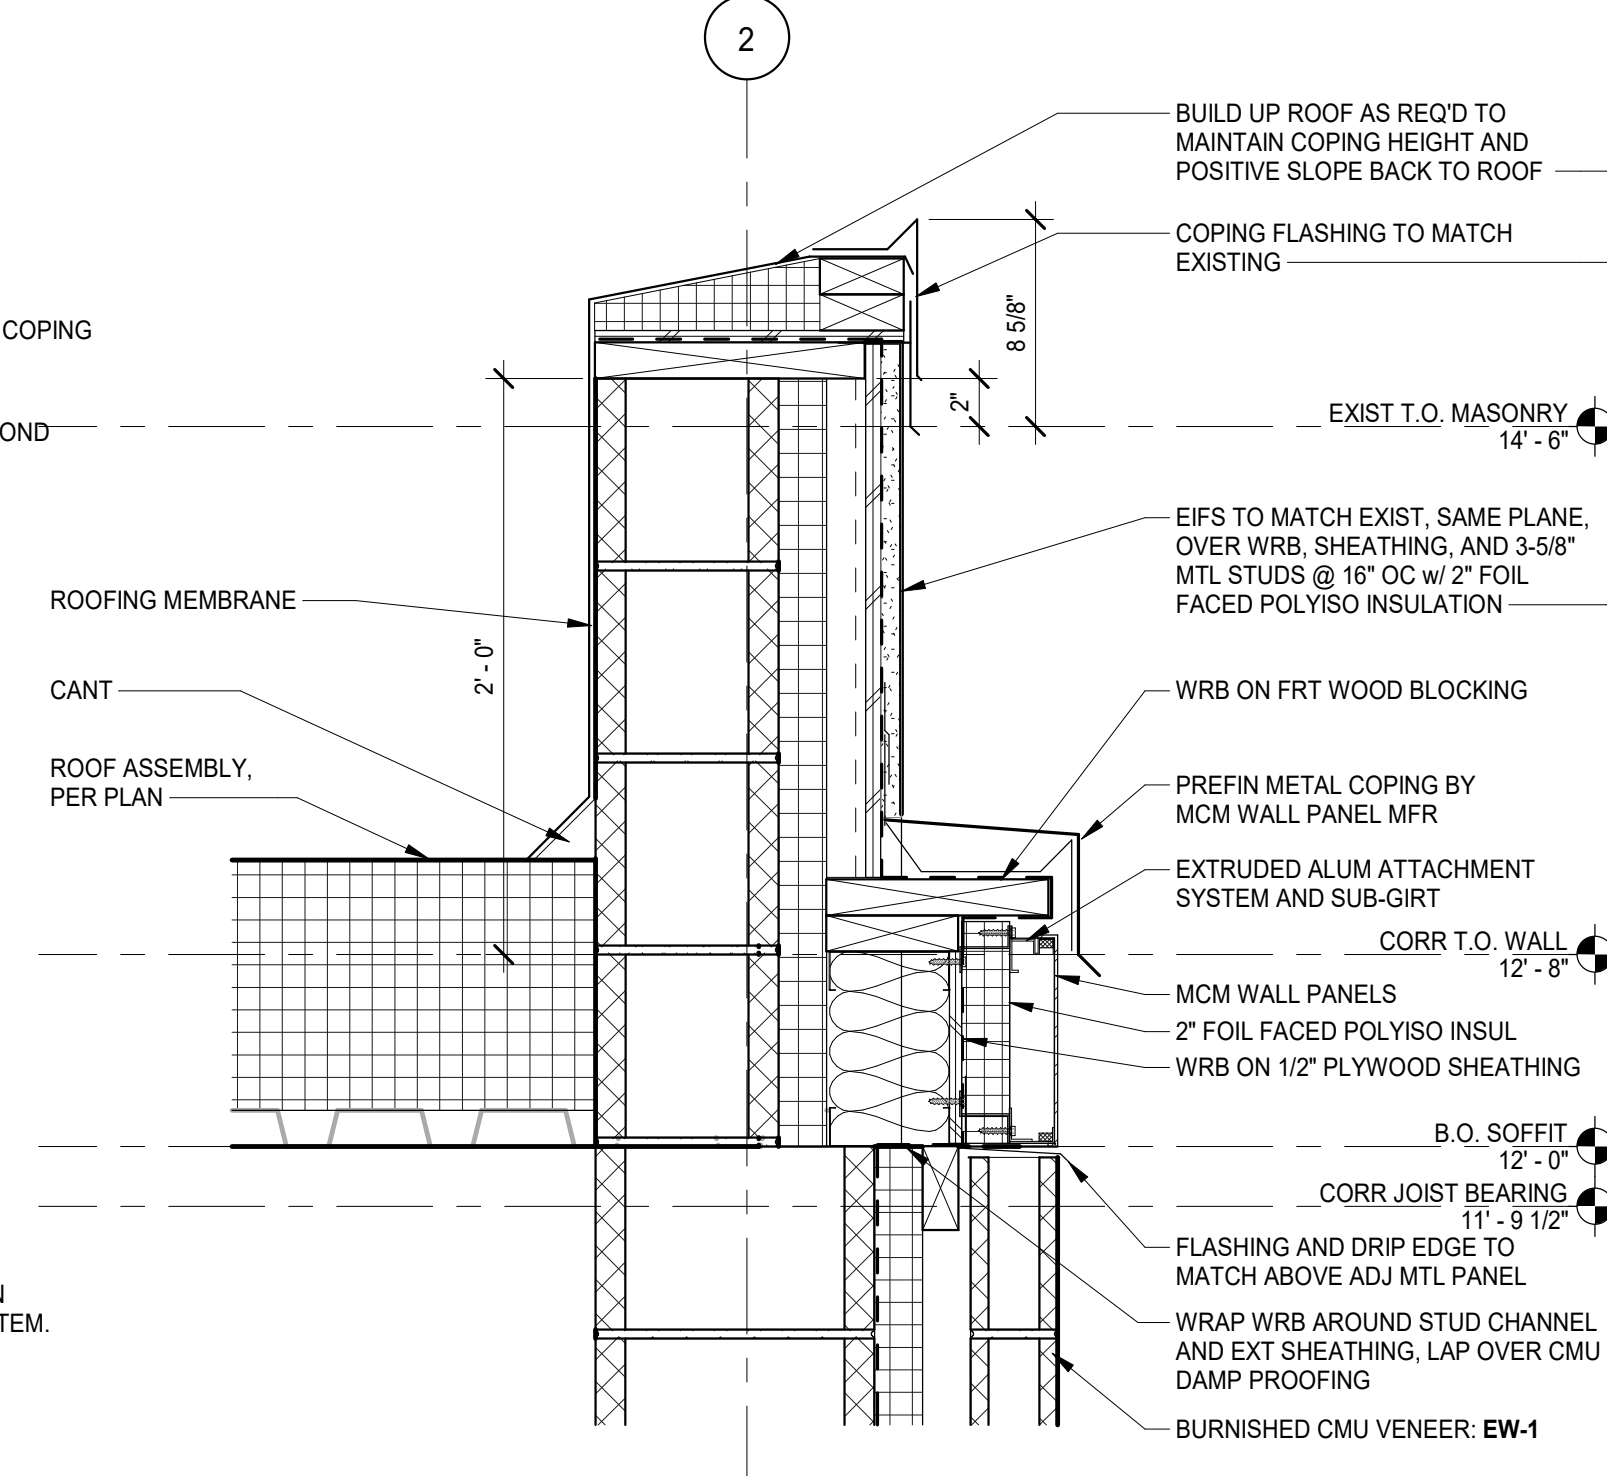 2
BUILD UP ROOF AS REQ'D TO
MAINTAIN COPING HEIGHT AND
POSITIVE SLOPE BACK TO ROOF
COPING FLASHING TO MATCH
EXISTING
COPING
8 5/8"
2"
OND
EXIST T.O. MASONRY
14' - 6"
EIFS TO MATCH EXIST, SAME PLANE,
OVER WRB, SHEATHING, AND 3-5/8"
MTL STUDS @ 16" OC w/ 2" FOIL
FACED POLYISO INSULATION
ROOFING MEMBRANE
2' - 0"
CANT
WRB ON FRT WOOD BLOCKING
ROOF ASSEMBLY,
PER PLAN
PREFIN METAL COPING BY
MCM WALL PANEL MFR
EXTRUDED ALUM ATTACHMENT
SYSTEM AND SUB-GIRT
CORR T.O. WALL
12' - 8"
MCM WALL PANELS
2" FOIL FACED POLYISO INSUL
WRB ON 1/2" PLYWOOD SHEATHING
B.O. SOFFIT
12' - 0"
CORR JOIST BEARING
11' - 9 1/2"
FLASHING AND DRIP EDGE TO
MATCH ABOVE ADJ MTL PANEL
N
TEM.
WRAP WRB AROUND STUD CHANNEL
AND EXT SHEATHING, LAP OVER CMU
DAMP PROOFING
BURNISHED CMU VENEER: EW-1